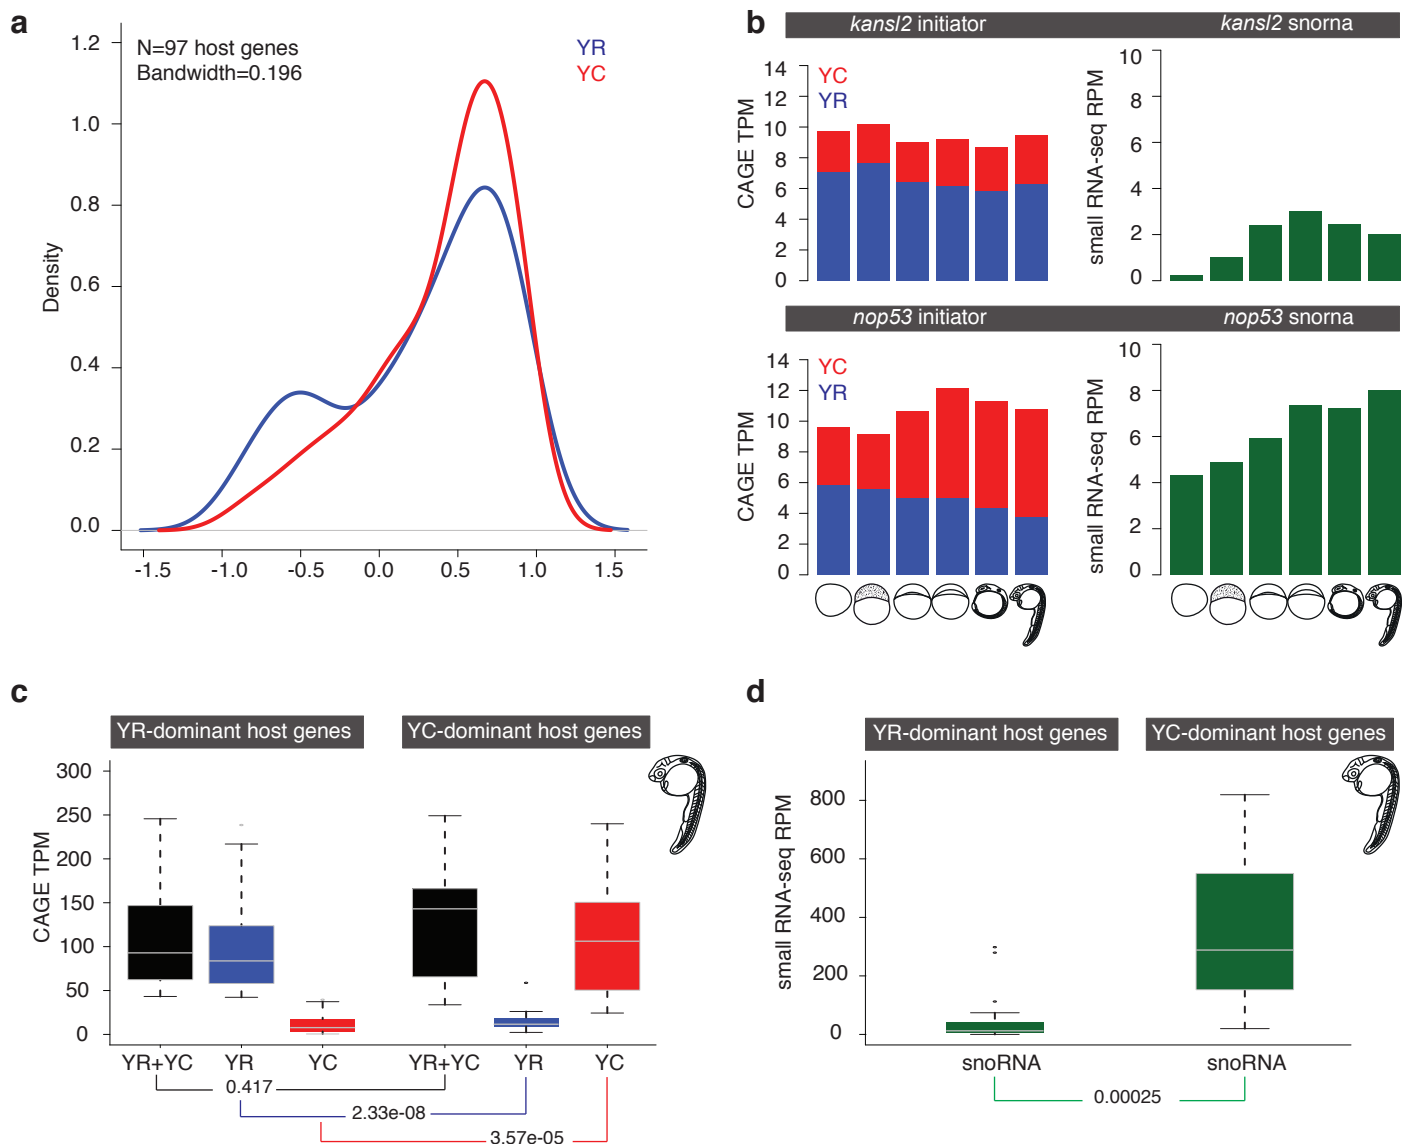 a
N=97 host genes
Bandwidth=0.196
YR
YC
Density
1.2
1.0
0.8
0.6
0.4
0.2
0.0
-1.5 -1.0 -0.5 0.0 0.5 1.0 1.5
b
kansl2 initiator
kansl2 snorna
CAGE TPM
14
12
10
8
6
4
2
0
YC
YR
small RNA-seq RPM
10
8
6
4
2
0
nop53 initiator
nop53 snorna
CAGE TPM
14
12
10
8
6
4
2
0
YC
YR
small RNA-seq RPM
10
8
6
4
2
0
c
YR-dominant host genes
YC-dominant host genes
CAGE TPM
300
250
200
150
100
50
0
YR+YC YR YC YR+YC YR YC
0.417
2.33e-08
3.57e-05
d
YR-dominant host genes
YC-dominant host genes
small RNA-seq RPM
800
600
400
200
0
snoRNA snoRNA
0.00025